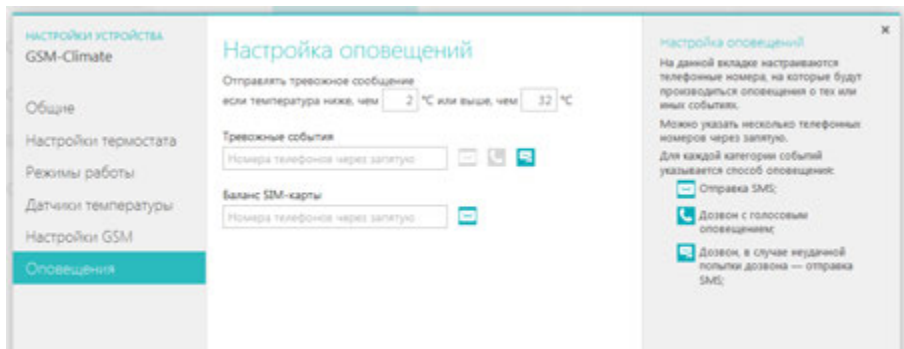 НАСТРОЙКИ УСТРОЙСТВА
GSM-Climate
Общие
Настройки термостата
Режимы работы
Датчики температуры
Настройки GSM
Оповещения
Настройка оповещений
Отправлять тревожное сообщение
если температура ниже, чем 2 °C или выше, чем 32 °C
Тревожные события
Номера телефонов через запятую
Баланс SIM-карты
Номера телефонов через запятую
Настройка оповещений
На данной вкладке настраиваются
телефонные номера, на которые будут
производиться оповещения о тех или
иных событиях.
Можно указать несколько телефонных
номеров через запятую.
Для каждой категории событий
указывается способ оповещения:
Отправка SMS;
Дозвон с голосовым
оповещением;
Дозвон, в случае неудачной
попытки дозвона — отправка
SMS;